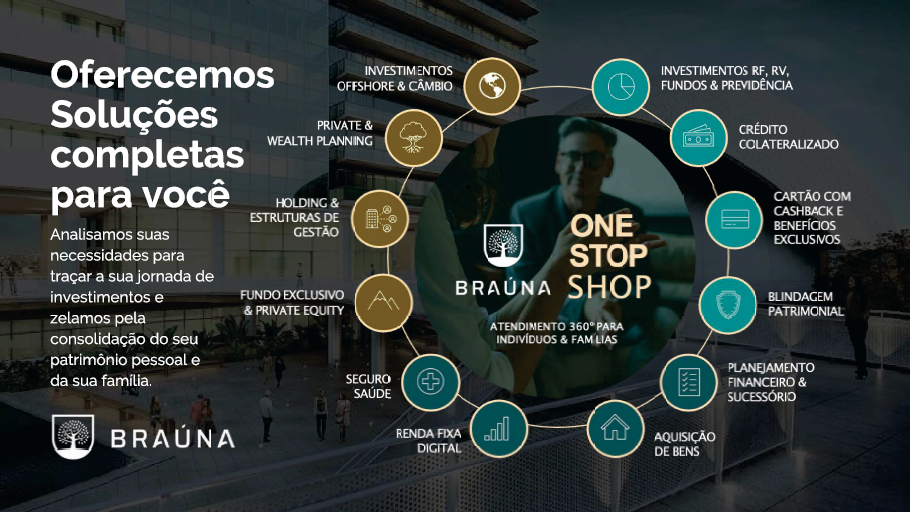 Oferecemos
Soluções
completas
para você
Analisamos suas
necessidades para
traçar a sua jornada de
investimentos e
zelamos pela
consolidação do seu
patrimônio pessoal e
da sua família.
BRAÚNA
INVESTIMENTOS
OFFSHORE & CÂMBIO
PRIVATE &
WEALTH PLANNING
HOLDING &
ESTRUTURAS DE
GESTÃO
FUNDO EXCLUSIVO
& PRIVATE EQUITY
SEGURO
SAÚDE
RENDA FIXA
DIGITAL
BRAÚNA
ONE
STOP
SHOP
ATENDIMENTO 360° PARA
INDIVÍDUOS & FAMÍLIAS
INVESTIMENTOS RF, RV,
FUNDOS & PREVIDÊNCIA
CRÉDITO
COLATERALIZADO
CARTÃO COM
CASHBACK E
BENEFÍCIOS
EXCLUSIVOS
BLINDAGEM
PATRIMONIAL
PLANEJAMENTO
FINANCEIRO &
SUCESSÓRIO
AQUISIÇÃO
DE BENS